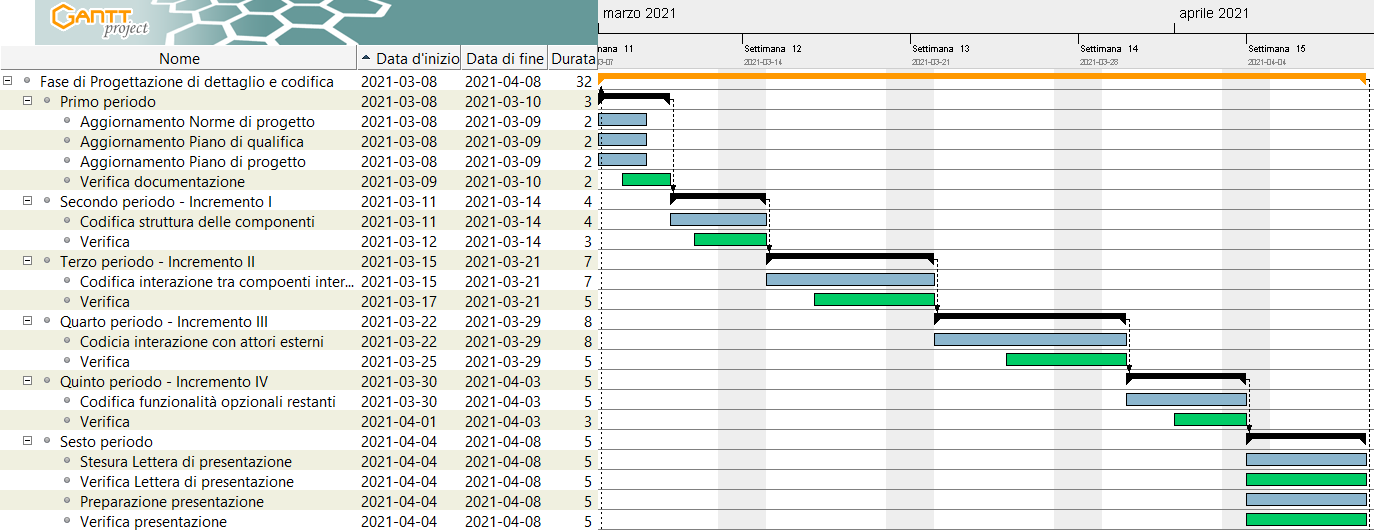 GANTT
project
marzo 2021
aprile 2021
Nome
Data d'inizio
Data di fine
Durata
mana 11
Settimana 12
Settimana 13
Settimana 14
Settimana 15
3-07
2021-03-14
2021-03-21
2021-03-28
2021-04-04
Fase di Progettazione di dettaglio e codifica 2021-03-08 2021-04-08 32
Primo periodo 2021-03-08 2021-03-10 3
Aggiornamento Norme di progetto 2021-03-08 2021-03-09 2
Aggiornamento Piano di qualifica 2021-03-08 2021-03-09 2
Aggiornamento Piano di progetto 2021-03-08 2021-03-09 2
Verifica documentazione 2021-03-09 2021-03-10 2
Secondo periodo - Incremento I 2021-03-11 2021-03-14 4
Codifica struttura delle componenti 2021-03-11 2021-03-14 4
Verifica 2021-03-12 2021-03-14 3
Terzo periodo - Incremento II 2021-03-15 2021-03-21 7
Codifica interazione tra compoenti inter... 2021-03-15 2021-03-21 7
Verifica 2021-03-17 2021-03-21 5
Quarto periodo - Incremento III 2021-03-22 2021-03-29 8
Codicia interazione con attori esterni 2021-03-22 2021-03-29 8
Verifica 2021-03-25 2021-03-29 5
Quinto periodo - Incremento IV 2021-03-30 2021-04-03 5
Codifica funzionalità opzionali restanti 2021-03-30 2021-04-03 5
Verifica 2021-04-01 2021-04-03 3
Sesto periodo 2021-04-04 2021-04-08 5
Stesura Lettera di presentazione 2021-04-04 2021-04-08 5
Verifica Lettera di presentazione 2021-04-04 2021-04-08 5
Preparazione presentazione 2021-04-04 2021-04-08 5
Verifica presentazione 2021-04-04 2021-04-08 5